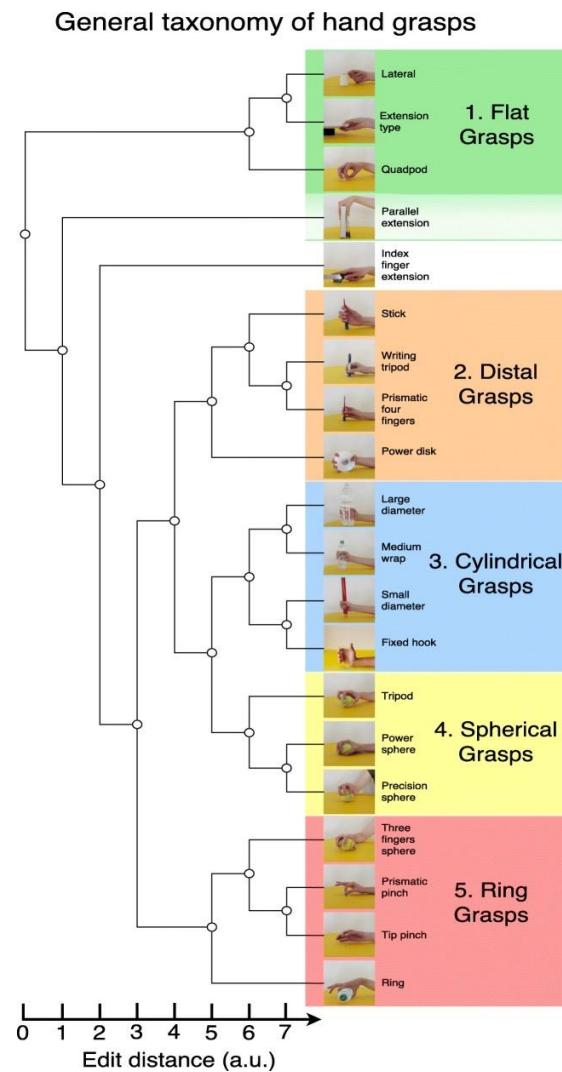 General taxonomy of hand grasps
Lateral
Extension
type
Quadpod
1. Flat
Grasps
Parallel
extension
Index
finger
extension
Stick
Writing
tripod
Prismatic
four
fingers
Power disk
2. Distal
Grasps
Large
diameter
Medium
wrap
Small
diameter
Fixed hook
3. Cylindrical
Grasps
Tripod
Power
sphere
Precision
sphere
4. Spherical
Grasps
Three
fingers
sphere
Prismatic
pinch
Tip pinch
Ring
5. Ring
Grasps
0 1 2 3 4 5 6 7
Edit distance (a.u.)